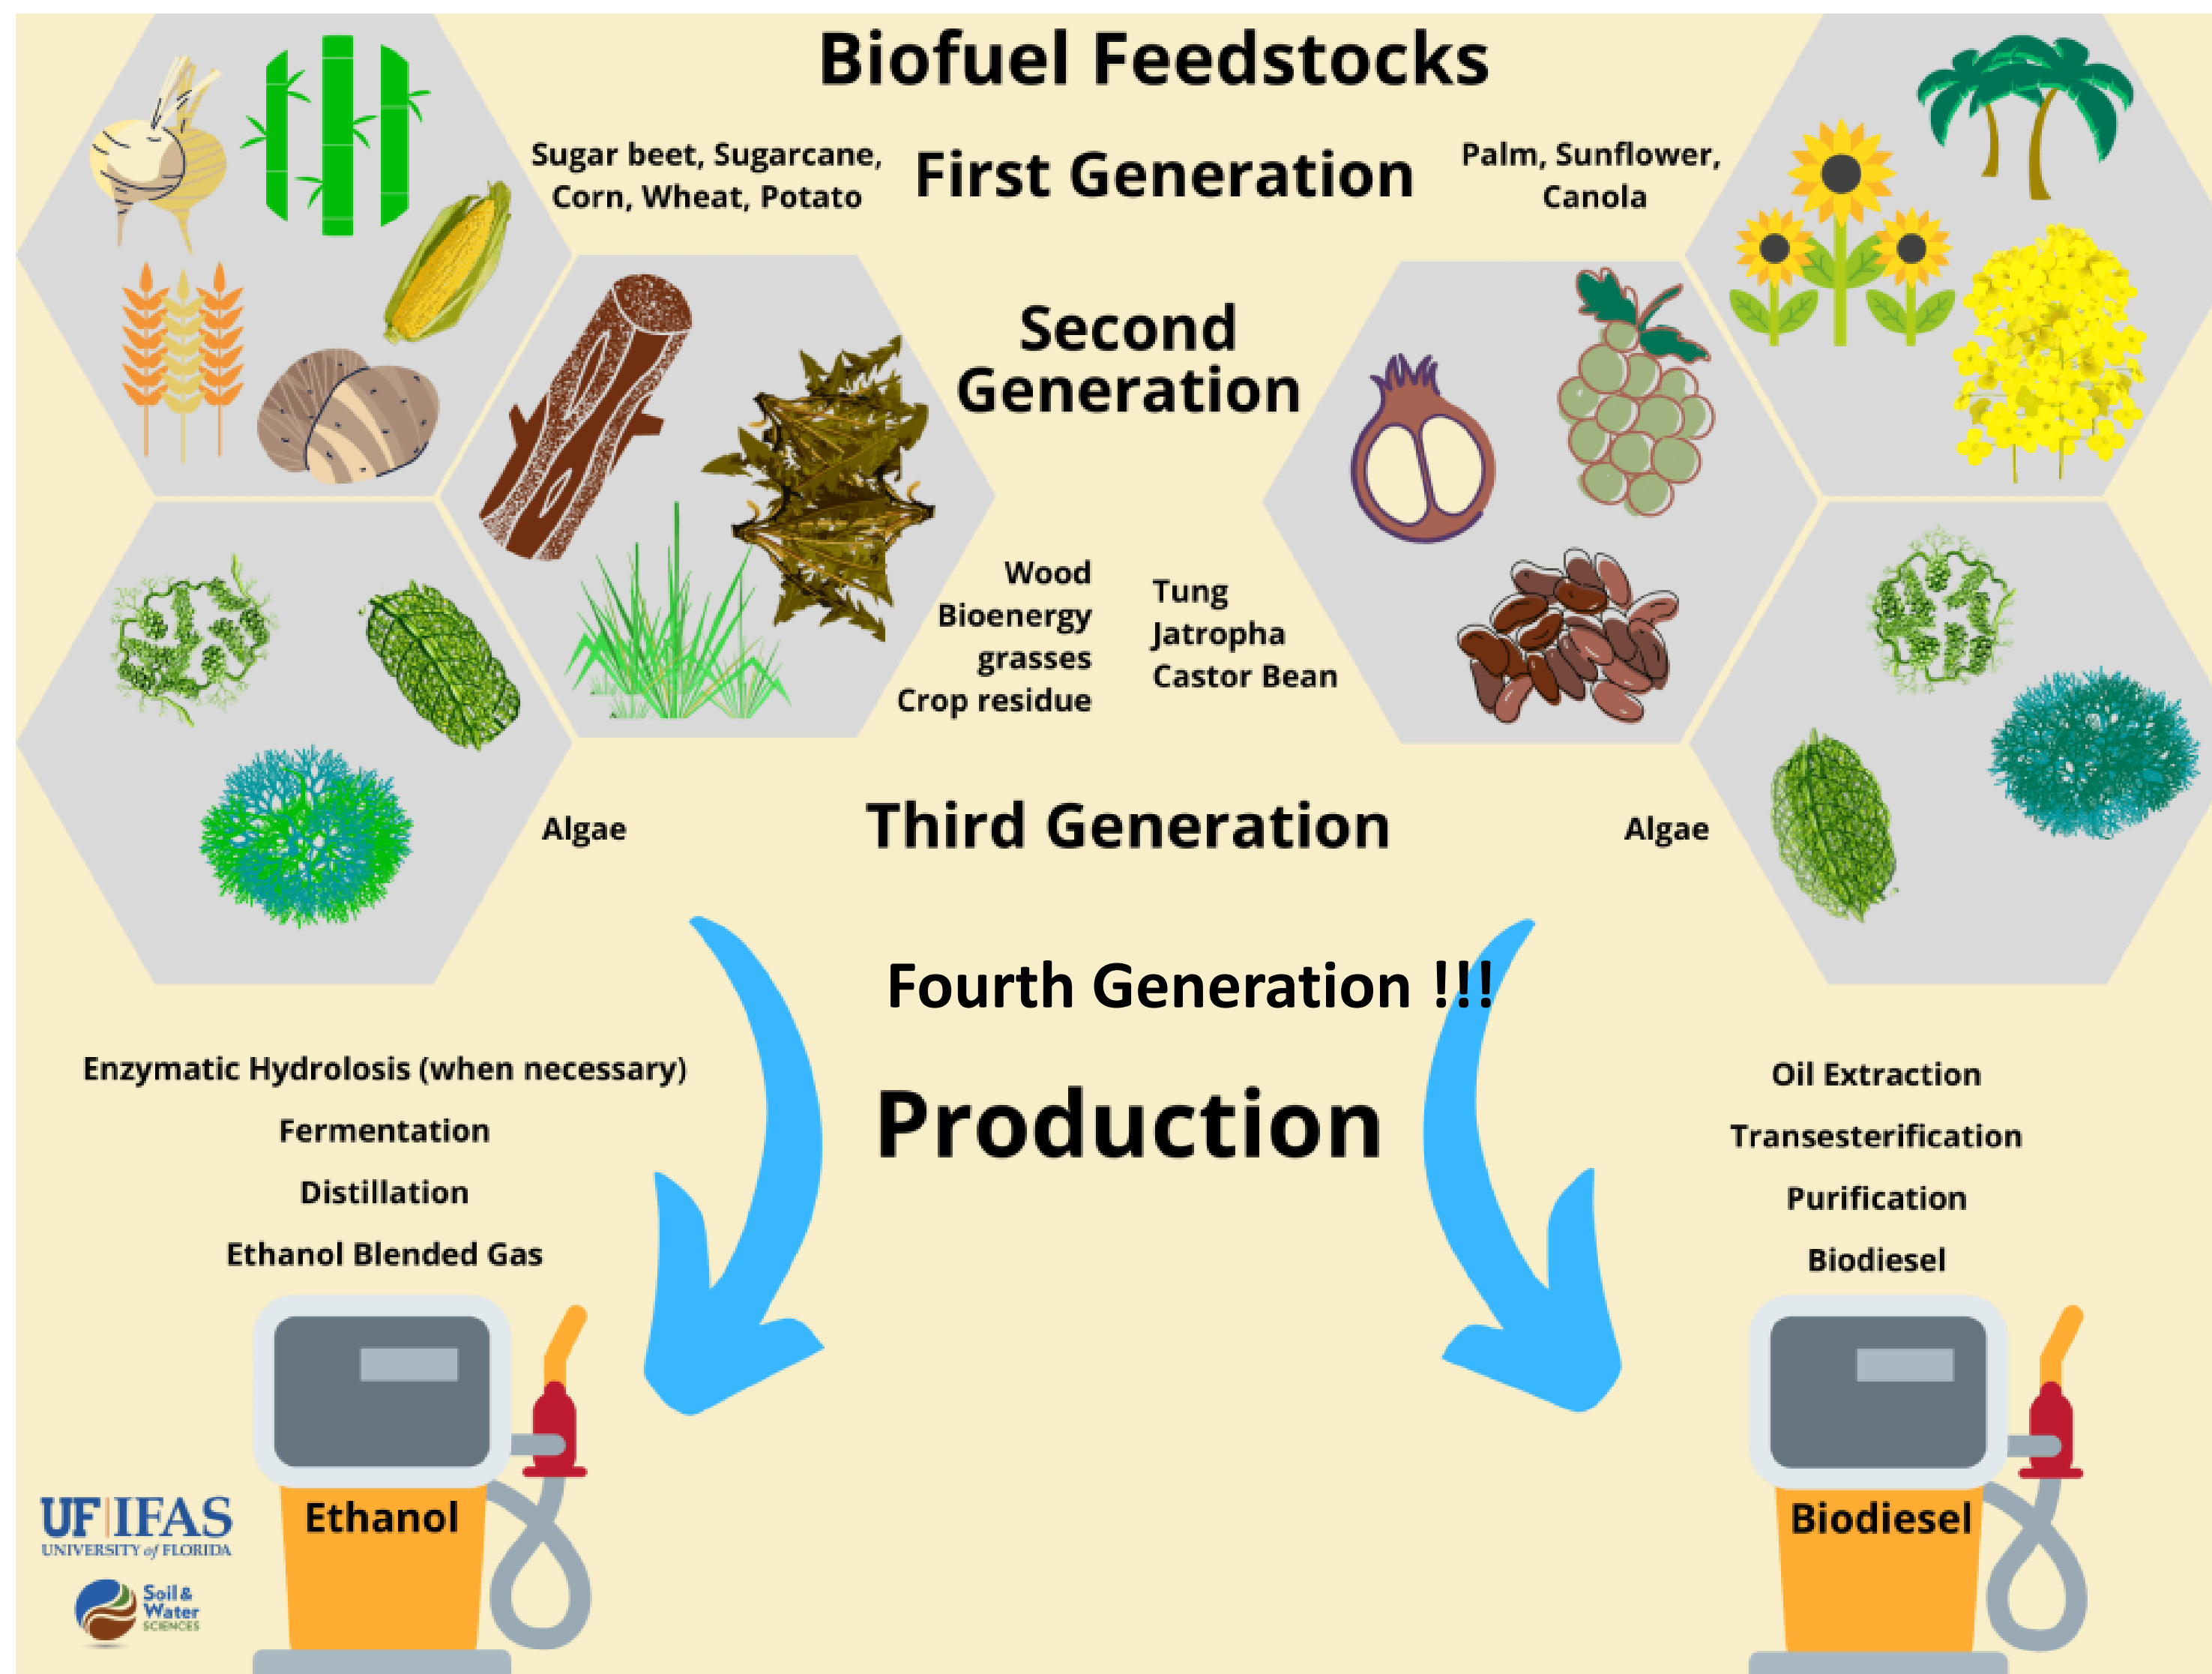 Biofuel Feedstocks
Sugar beet, Sugarcane,
Corn, Wheat, Potato
First Generation
Palm, Sunflower,
Canola
Second
Generation
Wood
Bioenergy
grasses
Crop residue
Tung
Jatropha
Castor Bean
Algae
Third Generation
Algae
Fourth Generation !!!
Production
Enzymatic Hydrolosis (when necessary)
Fermentation
Distillation
Ethanol Blended Gas
Oil Extraction
Transesterification
Purification
Biodiesel
Ethanol
Biodiesel
UF|IFAS
UNIVERSITY of FLORIDA
Soil &
Water
SCIENCES